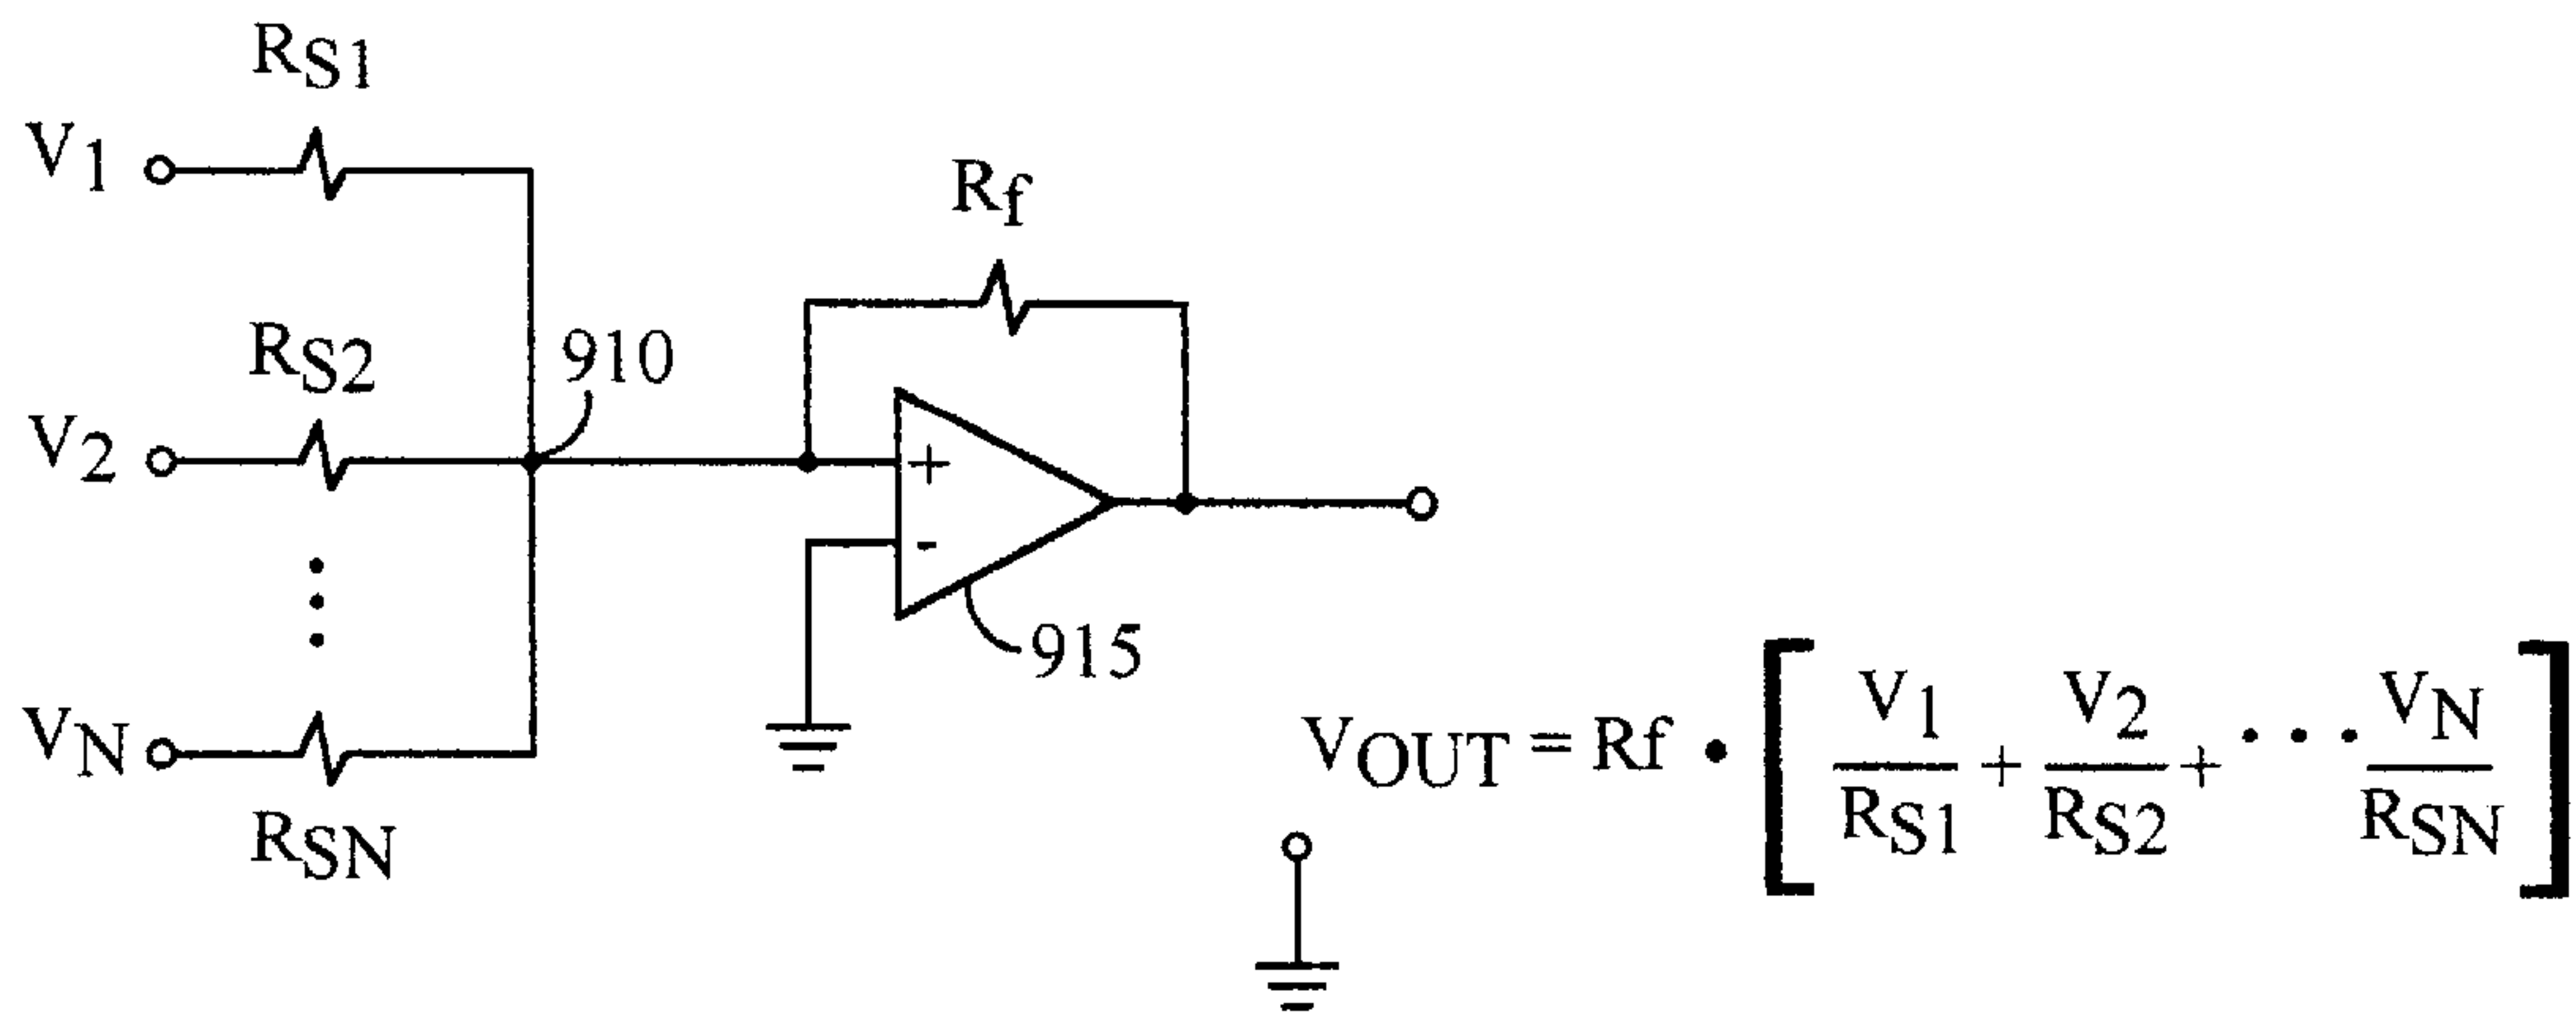 RS1
V1
Rf
RS2
910
V2
+
-
915
VN
RSN
VOUT = Rf • [ V1/RS1 + V2/RS2 + • • • VN/RSN ]